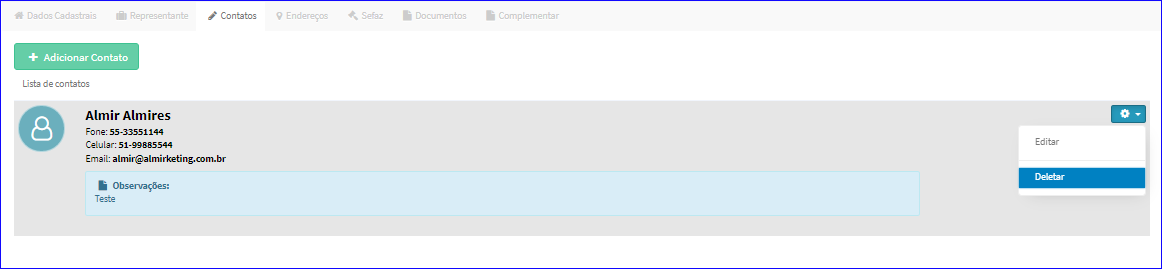 Dados Cadastrais Representante Contatos Endereços Sefaz Documentos Complementar
+ Adicionar Contato
Lista de contatos
Almir Almires
Fone: 55-33551144
Celular: 51-99885544
Email: almir@almirketing.com.br
Editar
Deletar
Observações:
Teste